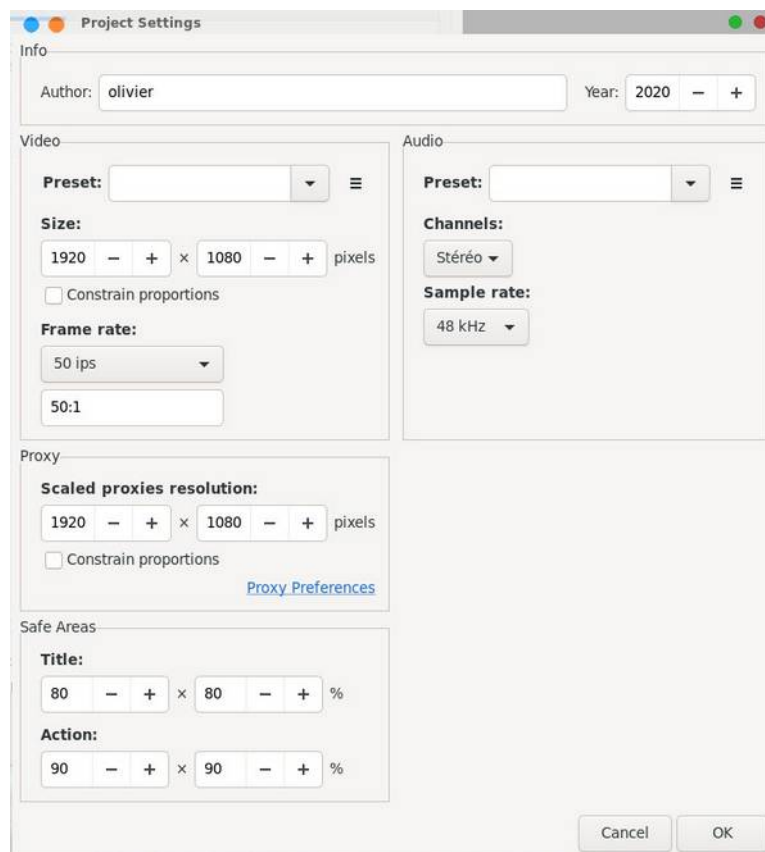 Project Settings
Info
Author: olivier Year: 2020 − +
Video
Preset:
Size:
1920 − + × 1080 − + pixels
Constrain proportions
Frame rate:
50 ips
50:1
Audio
Preset:
Channels:
Stéréo
Sample rate:
48 kHz
Proxy
Scaled proxies resolution:
1920 − + × 1080 − + pixels
Constrain proportions
Proxy Preferences
Safe Areas
Title:
80 − + × 80 − + %
Action:
90 − + × 90 − + %
Cancel OK